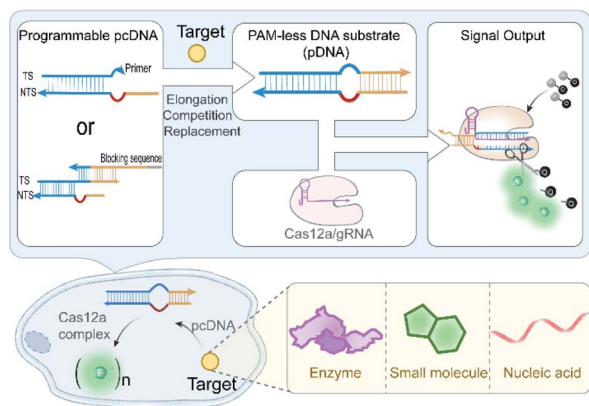 Programmable pcDNA
Target
PAM-less DNA substrate
(pDNA)
Signal Output
Primer
TS
NTS
or
Blocking sequence
TS
NTS
Elongation
Competition
Replacement
Cas12a/gRNA
Q
Q
Q
F
F
F
Cas12a
complex
pcDNA
F
n
Target
Enzyme
Small molecule
Nucleic acid